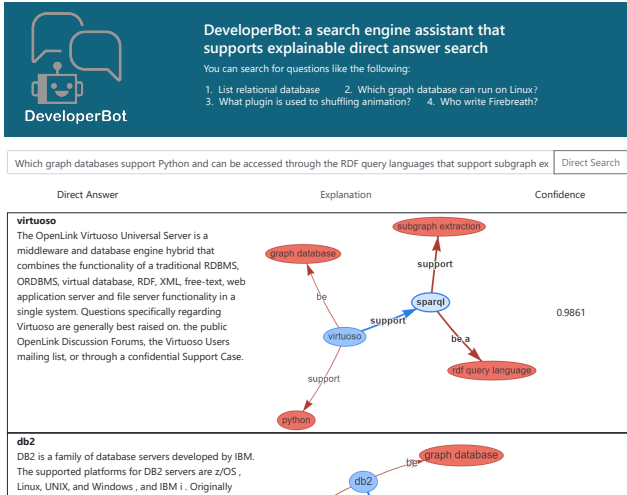 DeveloperBot: a search engine assistant that
supports explainable direct answer search
You can search for questions like the following:
1. List relational database 2. Which graph database can run on Linux?
3. What plugin is used to shuffling animation? 4. Who write Firebreath?
DeveloperBot
Which graph databases support Python and can be accessed through the RDF query languages that support subgraph ex
Direct Search
Direct Answer Explanation Confidence
virtuoso
The OpenLink Virtuoso Universal Server is a
middleware and database engine hybrid that
combines the functionality of a traditional RDBMS,
ORDBMS, virtual database, RDF, XML, free-text, web
application server and file server functionality in a
single system. Questions specifically regarding
Virtuoso are generally best raised on. the public
OpenLink Discussion Forums, the Virtuoso Users
mailing list, or through a confidential Support Case.
subgraph extraction
graph database
support
be
sparql
support
virtuoso
be a
rdf query language
support
python
0.9861
db2
DB2 is a family of database servers developed by IBM.
The supported platforms for DB2 servers are z/OS ,
Linux, UNIX, and Windows , and IBM i . Originally
graph database
be
db2